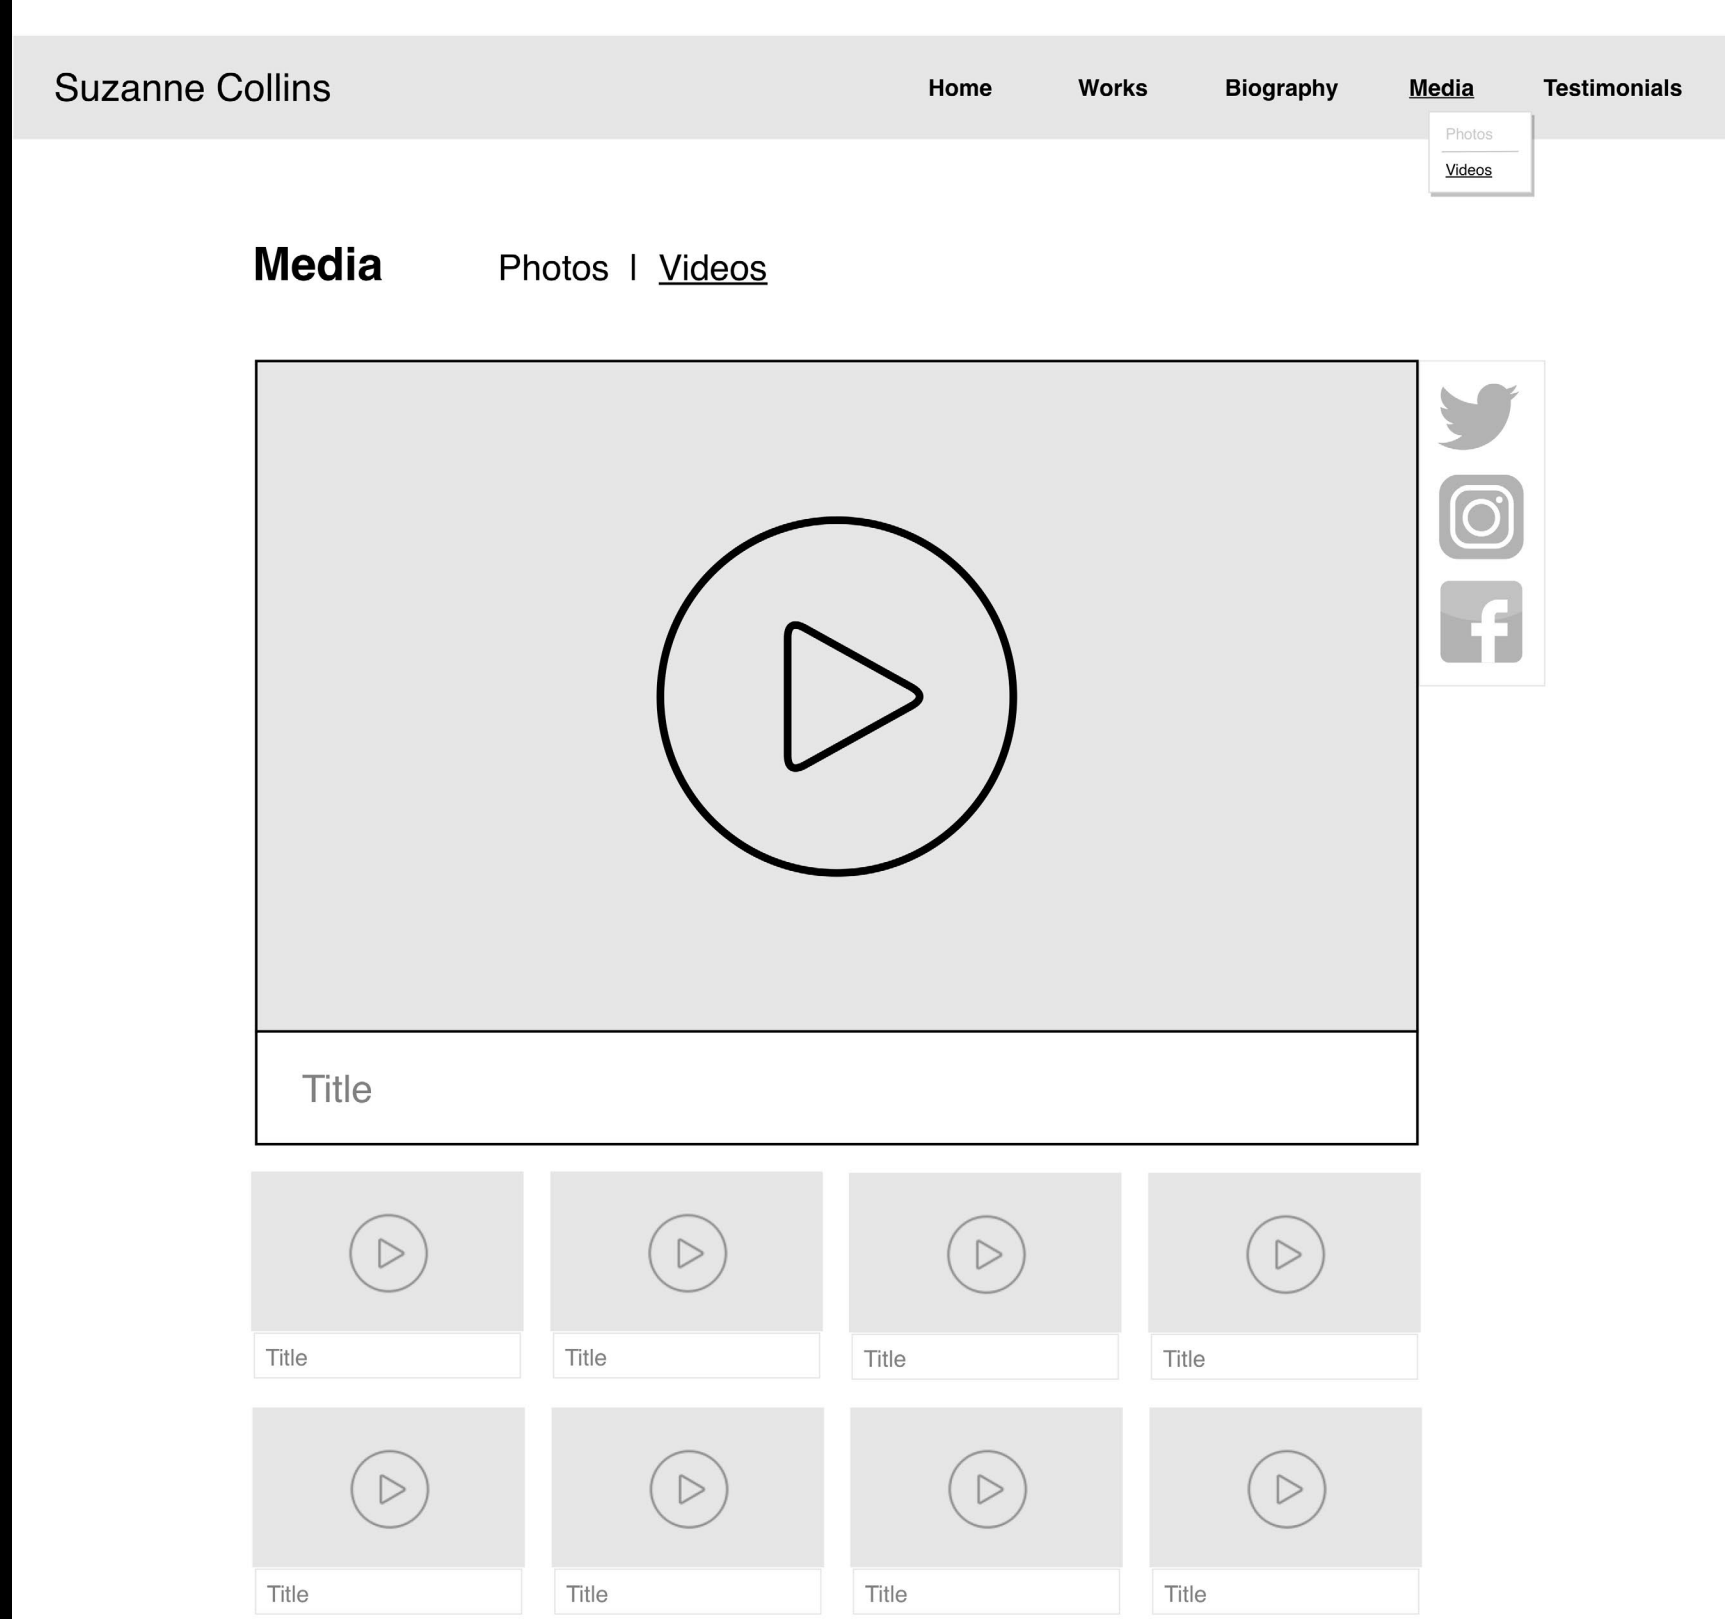 Suzanne Collins Home Works Biography Media Testimonials
Photos
Videos
Media Photos | Videos
Title
Title Title Title Title
Title Title Title Title